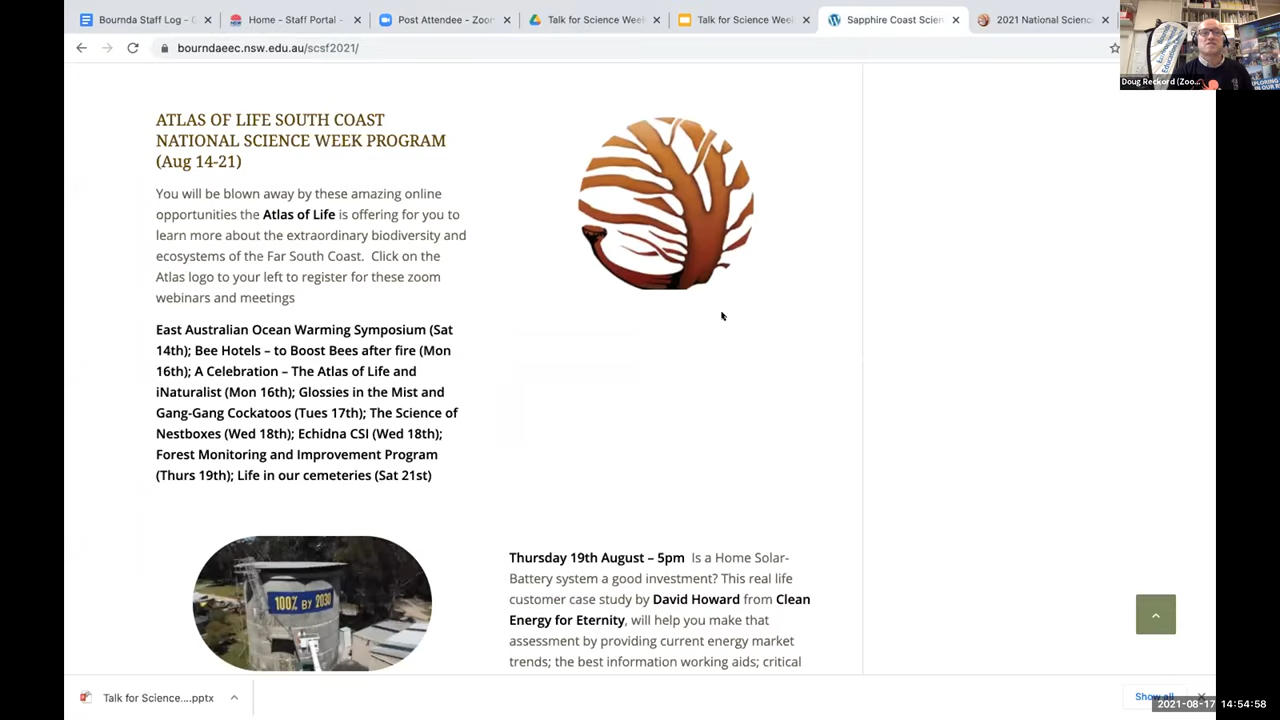 Bournda Staff Log - G
Home - Staff Portal -
Post Attendee - Zoom
Talk for Science Week
Talk for Science Week
Sapphire Coast Scien
2021 National Science
bourndaeec.nsw.edu.au/scsf2021/
Doug Reckord (Zoo...
ATLAS OF LIFE SOUTH COAST
NATIONAL SCIENCE WEEK PROGRAM
(Aug 14-21)
You will be blown away by these amazing online
opportunities the Atlas of Life is offering for you to
learn more about the extraordinary biodiversity and
ecosystems of the Far South Coast. Click on the
Atlas logo to your left to register for these zoom
webinars and meetings
East Australian Ocean Warming Symposium (Sat
14th); Bee Hotels – to Boost Bees after fire (Mon
16th); A Celebration – The Atlas of Life and
iNaturalist (Mon 16th); Glossies in the Mist and
Gang-Gang Cockatoos (Tues 17th); The Science of
Nestboxes (Wed 18th); Echidna CSI (Wed 18th);
Forest Monitoring and Improvement Program
(Thurs 19th); Life in our cemeteries (Sat 21st)
100% BY 2030
Thursday 19th August – 5pm Is a Home Solar-
Battery system a good investment? This real life
customer case study by David Howard from Clean
Energy for Eternity, will help you make that
assessment by providing current energy market
trends; the best information working aids; critical
Talk for Science....pptx
Show all
2021-08-17 14:54:58